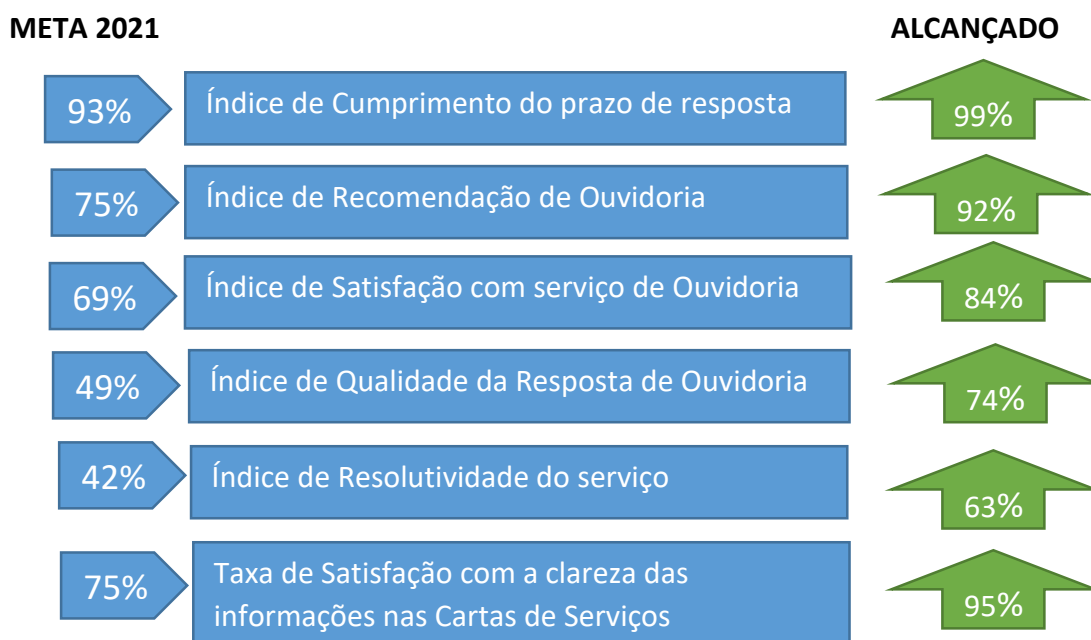 META 2021
ALCANÇADO
93%
Índice de Cumprimento do prazo de resposta
99%
75%
Índice de Recomendação de Ouvidoria
92%
69%
Índice de Satisfação com serviço de Ouvidoria
84%
49%
Índice de Qualidade da Resposta de Ouvidoria
74%
42%
Índice de Resolutividade do serviço
63%
75%
Taxa de Satisfação com a clareza das
informações nas Cartas de Serviços
95%